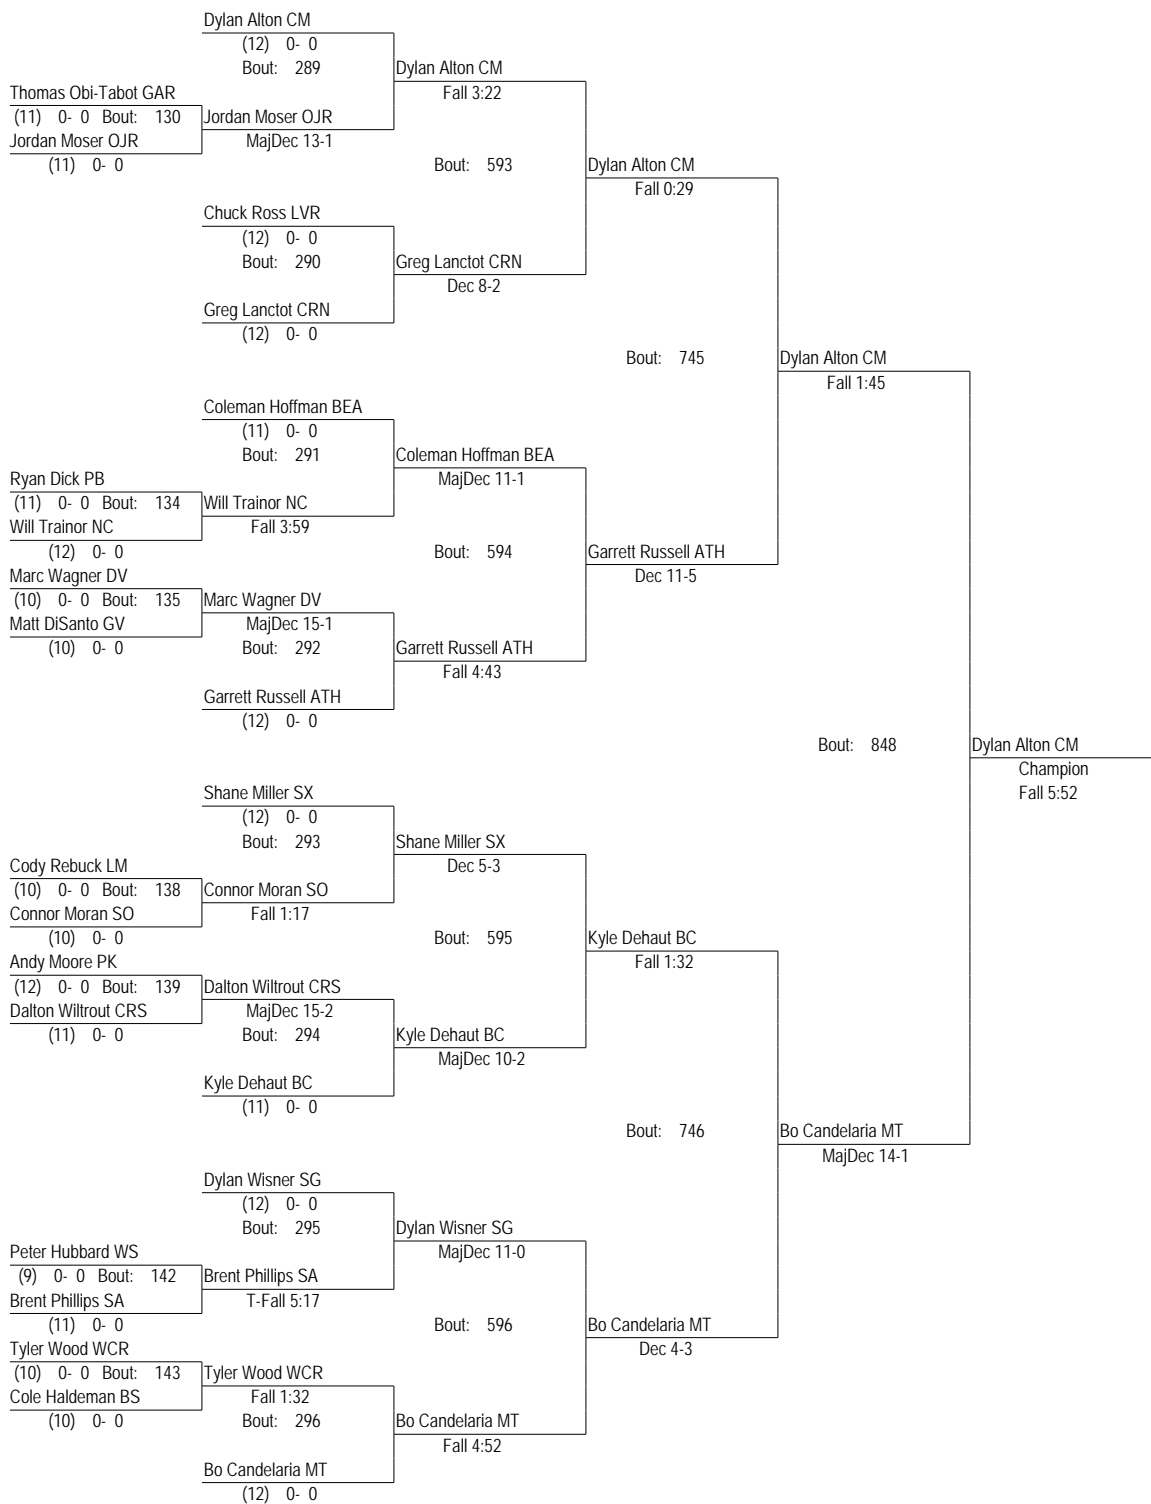 Dylan Alton CM
(12) 0- 0
Bout: 289
Dylan Alton CM
Fall 3:22
Thomas Obi-Tabot GAR
(11) 0- 0 Bout: 130
Jordan Moser OJR
MajDec 13-1
Jordan Moser OJR
(11) 0- 0
Bout: 593
Dylan Alton CM
Fall 0:29
Chuck Ross LVR
(12) 0- 0
Bout: 290
Greg Lanctot CRN
Dec 8-2
Greg Lanctot CRN
(12) 0- 0
Bout: 745
Dylan Alton CM
Fall 1:45
Coleman Hoffman BEA
(11) 0- 0
Bout: 291
Coleman Hoffman BEA
MajDec 11-1
Ryan Dick PB
(11) 0- 0 Bout: 134
Will Trainor NC
Fall 3:59
Will Trainor NC
(12) 0- 0
Bout: 594
Garrett Russell ATH
Dec 11-5
Marc Wagner DV
(10) 0- 0 Bout: 135
Marc Wagner DV
MajDec 15-1
Matt DiSanto GV
(10) 0- 0
Bout: 292
Garrett Russell ATH
Fall 4:43
Garrett Russell ATH
(12) 0- 0
Bout: 848
Dylan Alton CM
Champion
Fall 5:52
Shane Miller SX
(12) 0- 0
Bout: 293
Shane Miller SX
Dec 5-3
Cody Rebuck LM
(10) 0- 0 Bout: 138
Connor Moran SO
Fall 1:17
Connor Moran SO
(10) 0- 0
Bout: 595
Kyle Dehaut BC
Fall 1:32
Andy Moore PK
(12) 0- 0 Bout: 139
Dalton Wiltrout CRS
MajDec 15-2
Dalton Wiltrout CRS
(11) 0- 0
Bout: 294
Kyle Dehaut BC
MajDec 10-2
Kyle Dehaut BC
(11) 0- 0
Bout: 746
Bo Candelaria MT
MajDec 14-1
Dylan Wisner SG
(12) 0- 0
Bout: 295
Dylan Wisner SG
MajDec 11-0
Peter Hubbard WS
(9) 0- 0 Bout: 142
Brent Phillips SA
T-Fall 5:17
Brent Phillips SA
(11) 0- 0
Bout: 596
Bo Candelaria MT
Dec 4-3
Tyler Wood WCR
(10) 0- 0 Bout: 143
Tyler Wood WCR
Fall 1:32
Cole Haldeman BS
(10) 0- 0
Bout: 296
Bo Candelaria MT
Fall 4:52
Bo Candelaria MT
(12) 0- 0